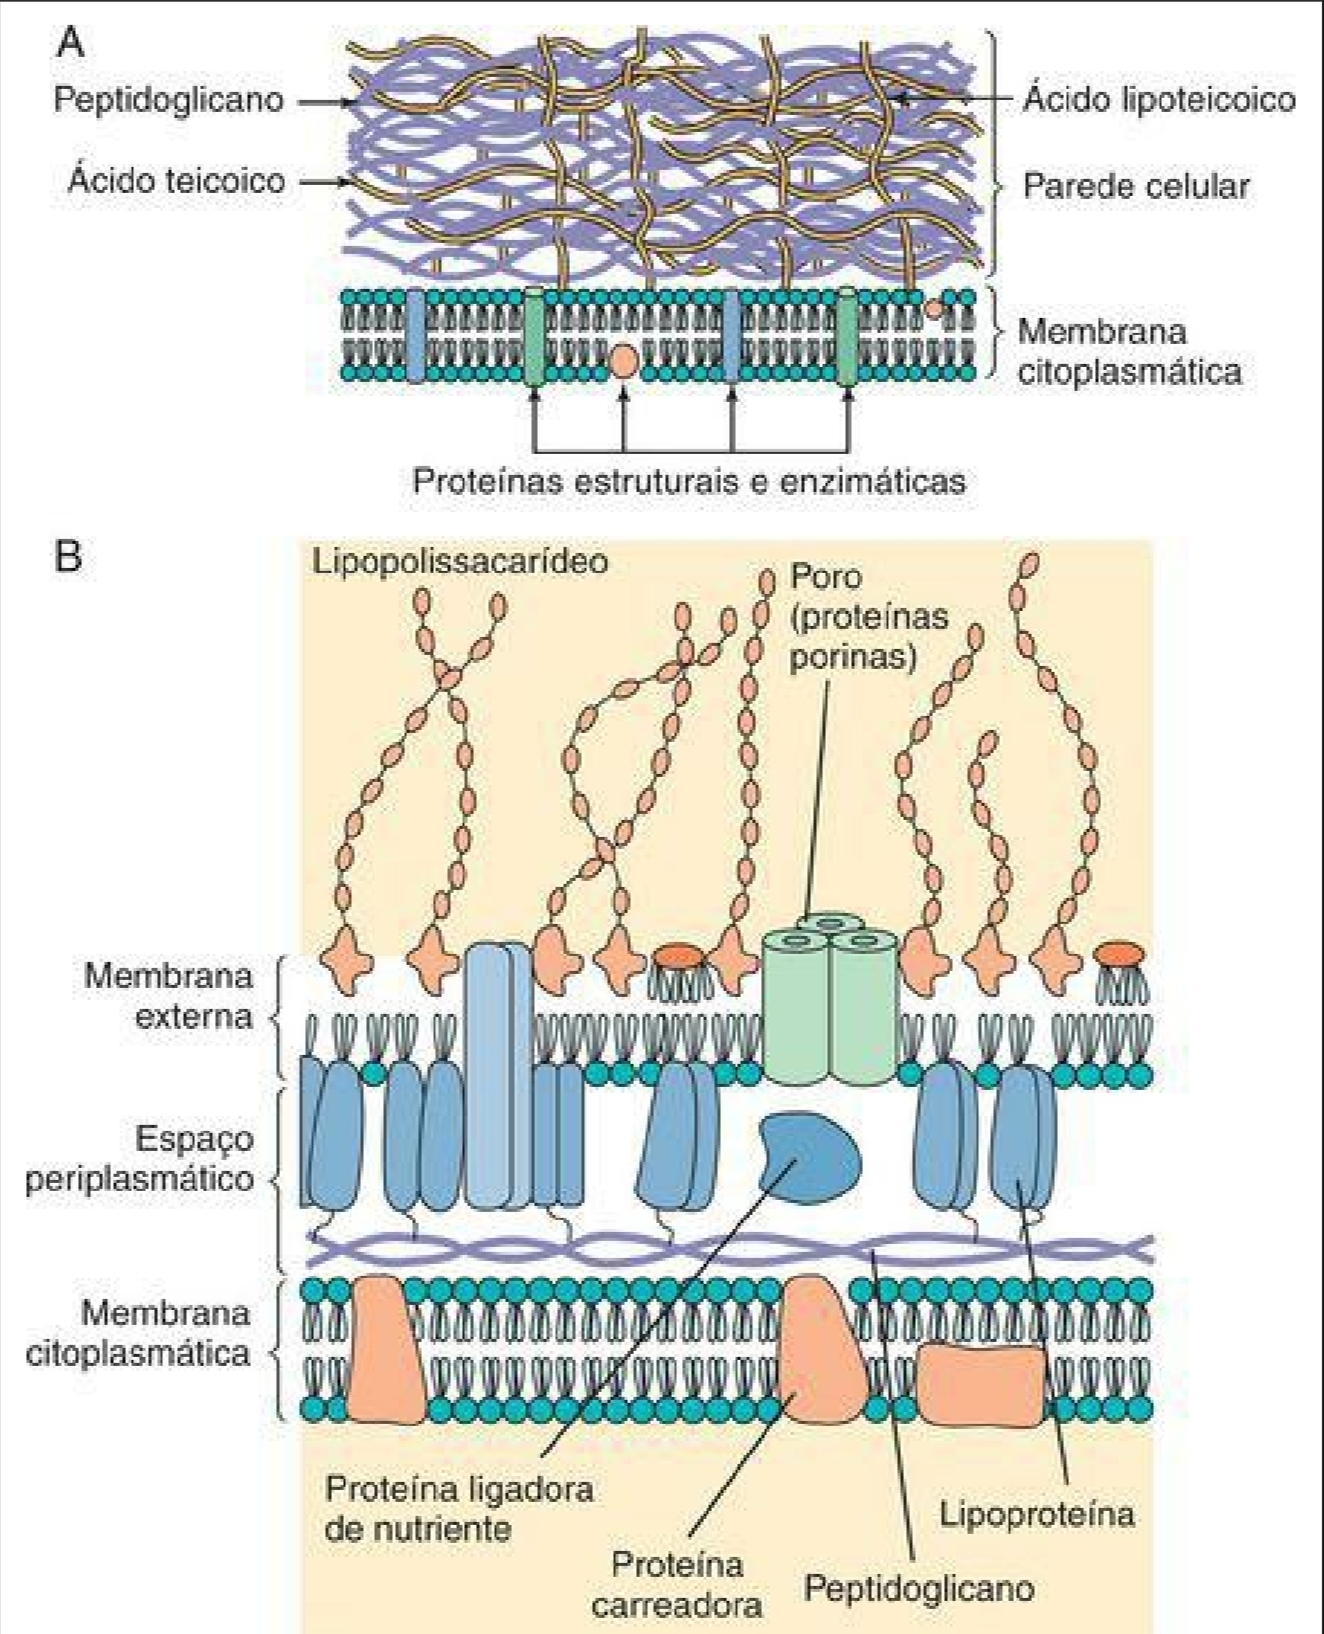 A
Peptidoglicano
Ácido lipoteicoico
Ácido teicoico
Parede celular
Membrana
citoplasmática
Proteínas estruturais e enzimáticas
B
Lipopolissacarídeo
Poro
(proteínas
porinas)
Membrana
externa
Espaço
periplasmático
Membrana
citoplasmática
Proteína ligadora
de nutriente
Proteína
carreadora
Peptidoglicano
Lipoproteína